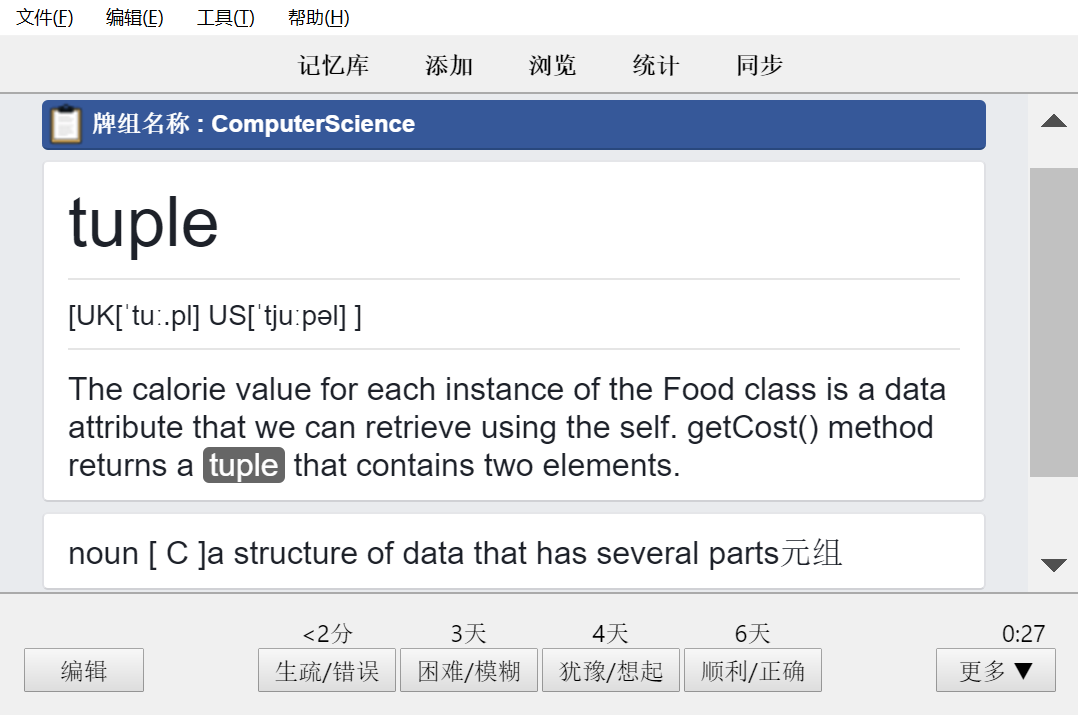 文件(F) 编辑(E) 工具(T) 帮助(H)
记忆库 添加 浏览 统计 同步
牌组名称 : ComputerScience
tuple
[UK[ˈtuː.pl] US[ˈtjuːpəl] ]
The calorie value for each instance of the Food class is a data
attribute that we can retrieve using the self. getCost() method
returns a tuple that contains two elements.
noun [ C ]a structure of data that has several parts元组
<2分 3天 4天 6天 0:27
编辑 生疏/错误 困难/模糊 犹豫/想起 顺利/正确 更多 ▼